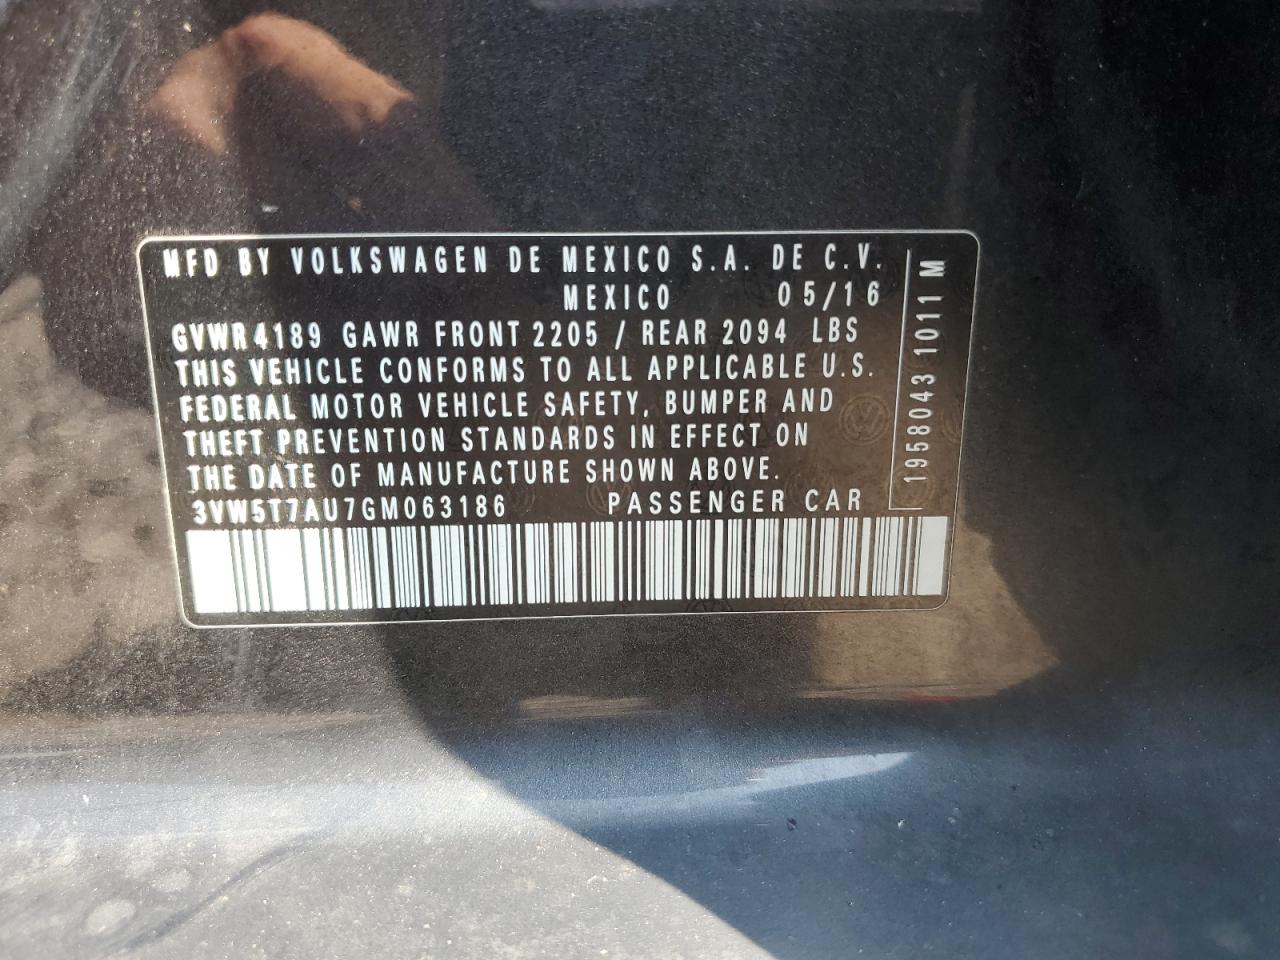 MFD BY VOLKSWAGEN DE MEXICO S.A. DE C.V.
MEXICO 05/16
GVWR 4189 GAWR FRONT 2205 / REAR 2094 LBS
THIS VEHICLE CONFORMS TO ALL APPLICABLE U.S.
FEDERAL MOTOR VEHICLE SAFETY, BUMPER AND
THEFT PREVENTION STANDARDS IN EFFECT ON
THE DATE OF MANUFACTURE SHOWN ABOVE.
3VW5T7AU7GM063186 PASSENGER CAR
1958043 1011 M